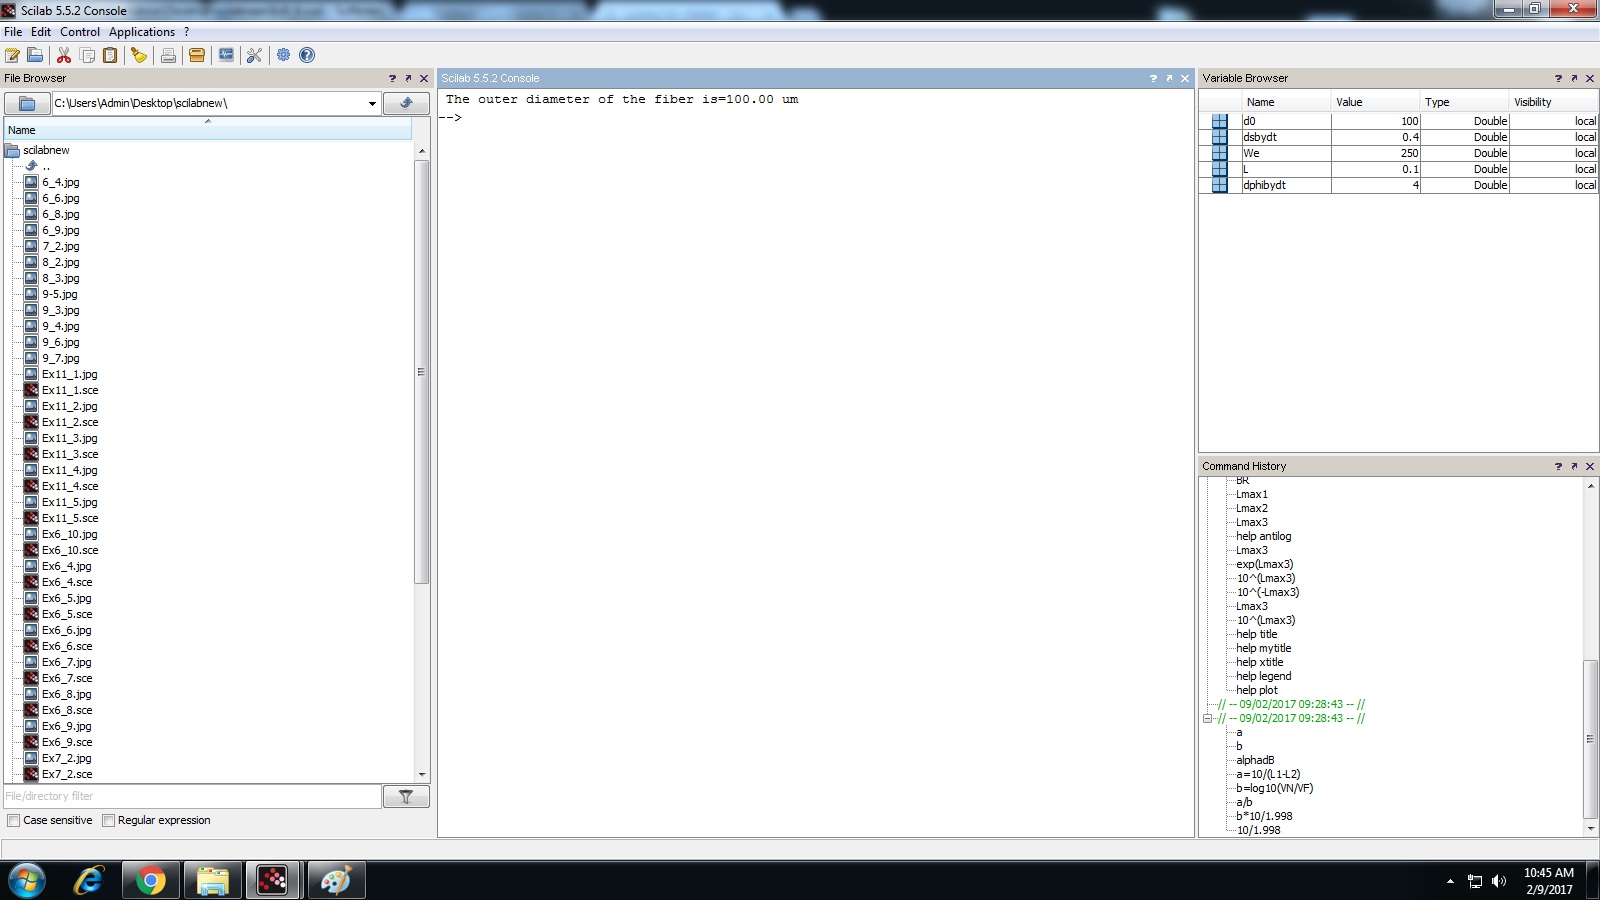 Scilab 5.5.2 Console
File Edit Control Applications ?
File Browser
C:\Users\Admin\Desktop\scilabnew\
Name
scilabnew
..
6_4.jpg
6_6.jpg
6_8.jpg
6_9.jpg
7_2.jpg
8_2.jpg
8_3.jpg
9-5.jpg
9_3.jpg
9_4.jpg
9_6.jpg
9_7.jpg
Ex11_1.jpg
Ex11_1.sce
Ex11_2.jpg
Ex11_2.sce
Ex11_3.jpg
Ex11_3.sce
Ex11_4.jpg
Ex11_4.sce
Ex11_5.jpg
Ex11_5.sce
Ex6_10.jpg
Ex6_10.sce
Ex6_4.jpg
Ex6_4.sce
Ex6_5.jpg
Ex6_5.sce
Ex6_6.jpg
Ex6_6.sce
Ex6_7.jpg
Ex6_7.sce
Ex6_8.jpg
Ex6_8.sce
Ex6_9.jpg
Ex6_9.sce
Ex7_2.jpg
Ex7_2.sce
File/directory filter
Case sensitive Regular expression
Scilab 5.5.2 Console
The outer diameter of the fiber is=100.00 um
-->
Variable Browser
Name Value Type Visibility
d0 100 Double local
dsbydt 0.4 Double local
We 250 Double local
L 0.1 Double local
dphibydt 4 Double local
Command History
BR
Lmax1
Lmax2
Lmax3
help antilog
Lmax3
exp(Lmax3)
10^(Lmax3)
10^(-Lmax3)
Lmax3
10^(Lmax3)
help title
help mytitle
help xtitle
help legend
help plot
// -- 09/02/2017 09:28:43 -- //
// -- 09/02/2017 09:28:43 -- //
a
b
alphadB
a=10/(L1-L2)
b=log10(VN/VF)
a/b
b*10/1.998
10/1.998
10:45 AM
2/9/2017